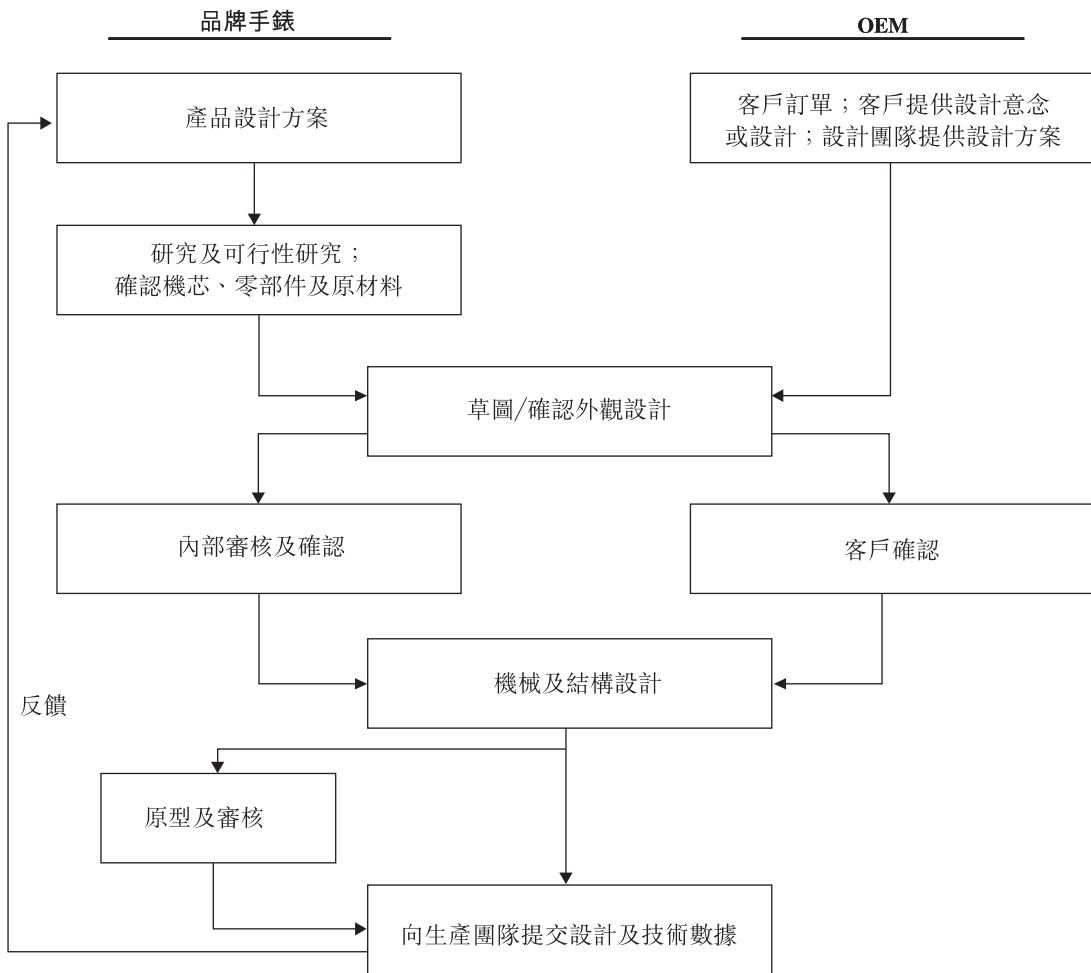 品牌手錶
OEM
產品設計方案
客戶訂單；客戶提供設計意念
或設計；設計團隊提供設計方案
研究及可行性研究；
確認機芯、零部件及原材料
草圖/確認外觀設計
內部審核及確認
客戶確認
機械及結構設計
反饋
原型及審核
向生產團隊提交設計及技術數據